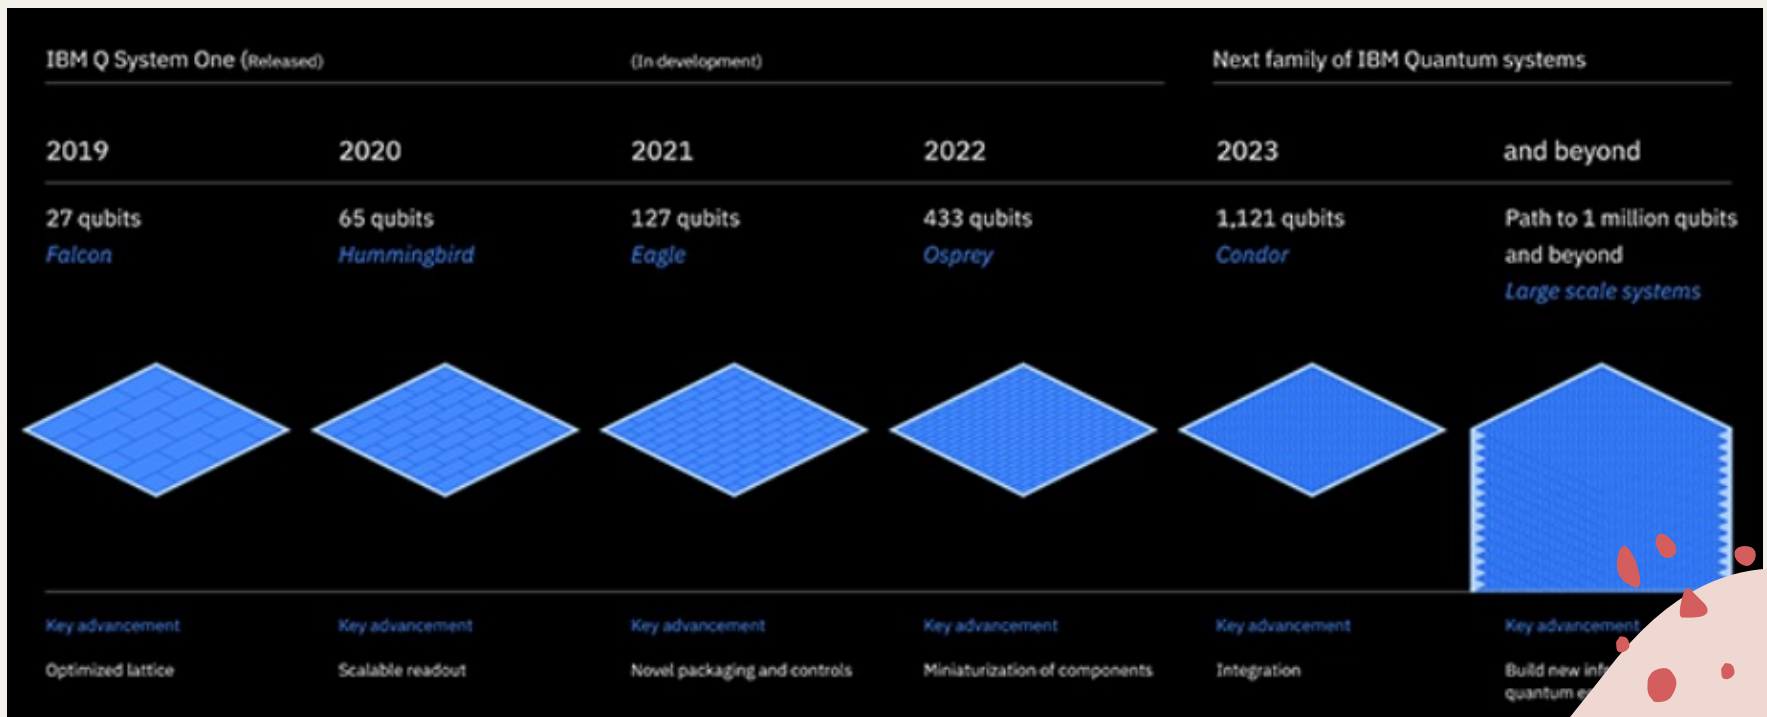 IBM Q System One (Released)
(In development)
Next family of IBM Quantum systems
2019
2020
2021
2022
2023
and beyond
27 qubits
Falcon
65 qubits
Hummingbird
127 qubits
Eagle
433 qubits
Osprey
1,121 qubits
Condor
Path to 1 million qubits
and beyond
Large scale systems
Key advancement
Optimized lattice
Key advancement
Scalable readout
Key advancement
Novel packaging and controls
Key advancement
Miniaturization of components
Key advancement
Integration
Key advancement
Build new
quantum